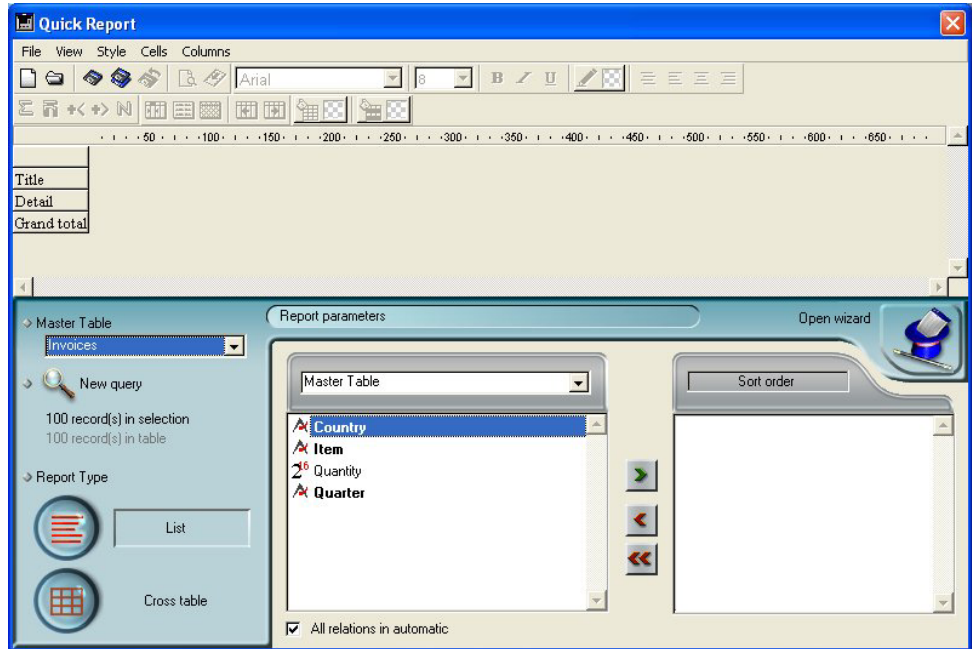 Quick Report
File View Style Cells Columns
Arial 8 B I U
50 100 150 200 250 300 350 400 450 500 550 600 650
Title
Detail
Grand total
Master Table
Invoices
New query
100 record(s) in selection
100 record(s) in table
Report Type
List
Cross table
Report parameters
Open wizard
Master Table
Sort order
Country
Item
2^16 Quantity
Quarter
All relations in automatic